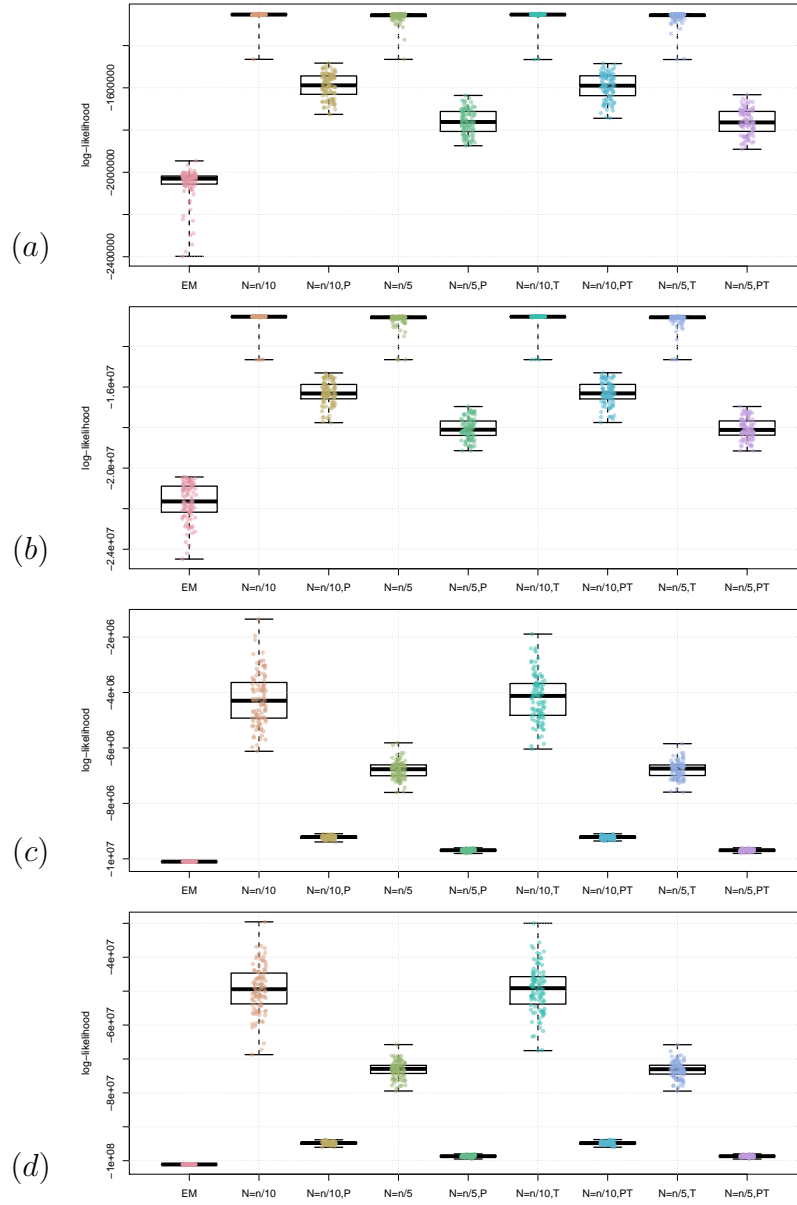 (a)
log−likelihood
−1600000
−2000000
−2400000
EM N=n/10 N=n/10,P N=n/5 N=n/5,P N=n/10,T N=n/10,PT N=n/5,T N=n/5,PT
(b)
log−likelihood
−1.6e+07
−2.0e+07
−2.4e+07
EM N=n/10 N=n/10,P N=n/5 N=n/5,P N=n/10,T N=n/10,PT N=n/5,T N=n/5,PT
(c)
log−likelihood
−2e+06
−4e+06
−6e+06
−8e+06
−1e+07
EM N=n/10 N=n/10,P N=n/5 N=n/5,P N=n/10,T N=n/10,PT N=n/5,T N=n/5,PT
(d)
log−likelihood
−4e+07
−6e+07
−8e+07
−1e+08
EM N=n/10 N=n/10,P N=n/5 N=n/5,P N=n/10,T N=n/10,PT N=n/5,T N=n/5,PT